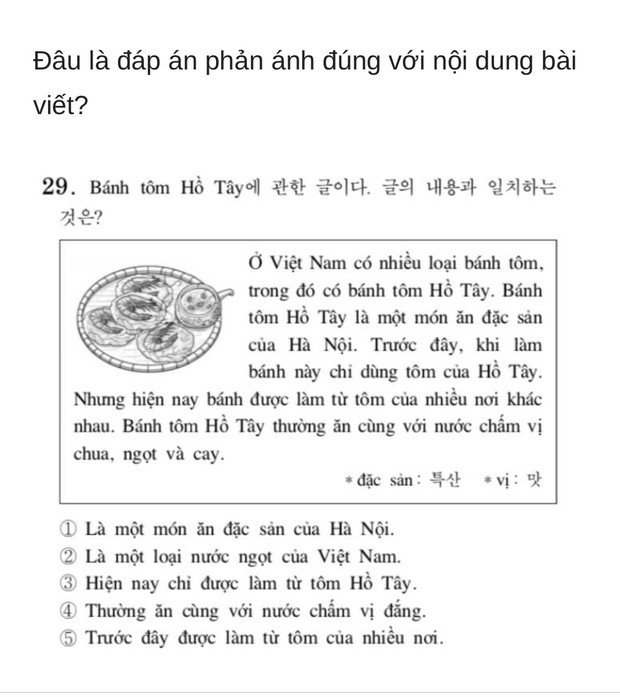 Đâu là đáp án phản ánh đúng với nội dung bài
viết?
29. Bánh tôm Hồ Tây에 관한 글이다. 글의 내용과 일치하는
것은?
Ở Việt Nam có nhiều loại bánh tôm,
trong đó có bánh tôm Hồ Tây. Bánh
tôm Hồ Tây là một món ăn đặc sản
của Hà Nội. Trước đây, khi làm
bánh này chỉ dùng tôm của Hồ Tây.
Nhưng hiện nay bánh được làm từ tôm của nhiều nơi khác
nhau. Bánh tôm Hồ Tây thường ăn cùng với nước chấm vị
chua, ngọt và cay.
* đặc sản: 특산 * vị: 맛
① Là một món ăn đặc sản của Hà Nội.
② Là một loại nước ngọt của Việt Nam.
③ Hiện nay chỉ được làm từ tôm Hồ Tây.
④ Thường ăn cùng với nước chấm vị đắng.
⑤ Trước đây được làm từ tôm của nhiều nơi.